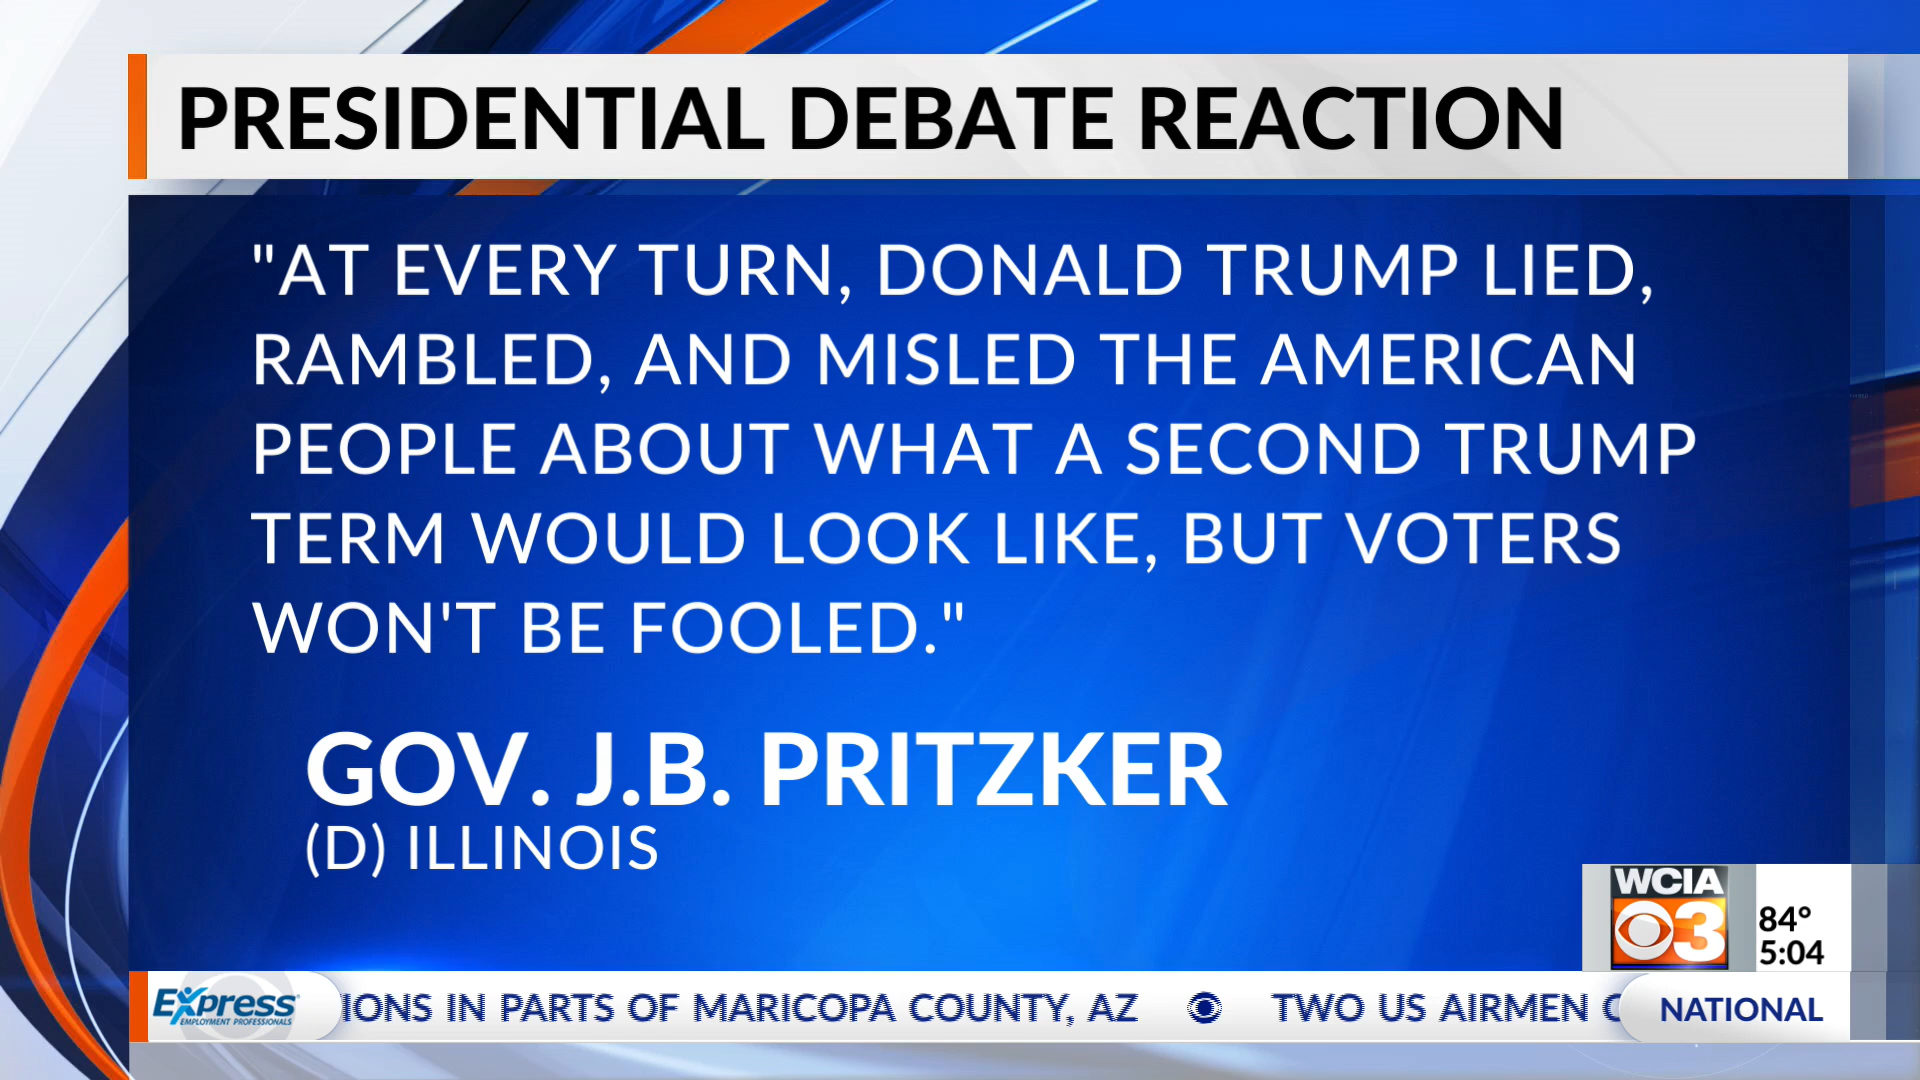 PRESIDENTIAL DEBATE REACTION
"AT EVERY TURN, DONALD TRUMP LIED,
RAMBLED, AND MISLED THE AMERICAN
PEOPLE ABOUT WHAT A SECOND TRUMP
TERM WOULD LOOK LIKE, BUT VOTERS
WON'T BE FOOLED."
GOV. J.B. PRITZKER
(D) ILLINOIS
WCIA
3
84°
5:04
Express
EMPLOYMENT PROFESSIONALS
IONS IN PARTS OF MARICOPA COUNTY, AZ TWO US AIRMEN
NATIONAL